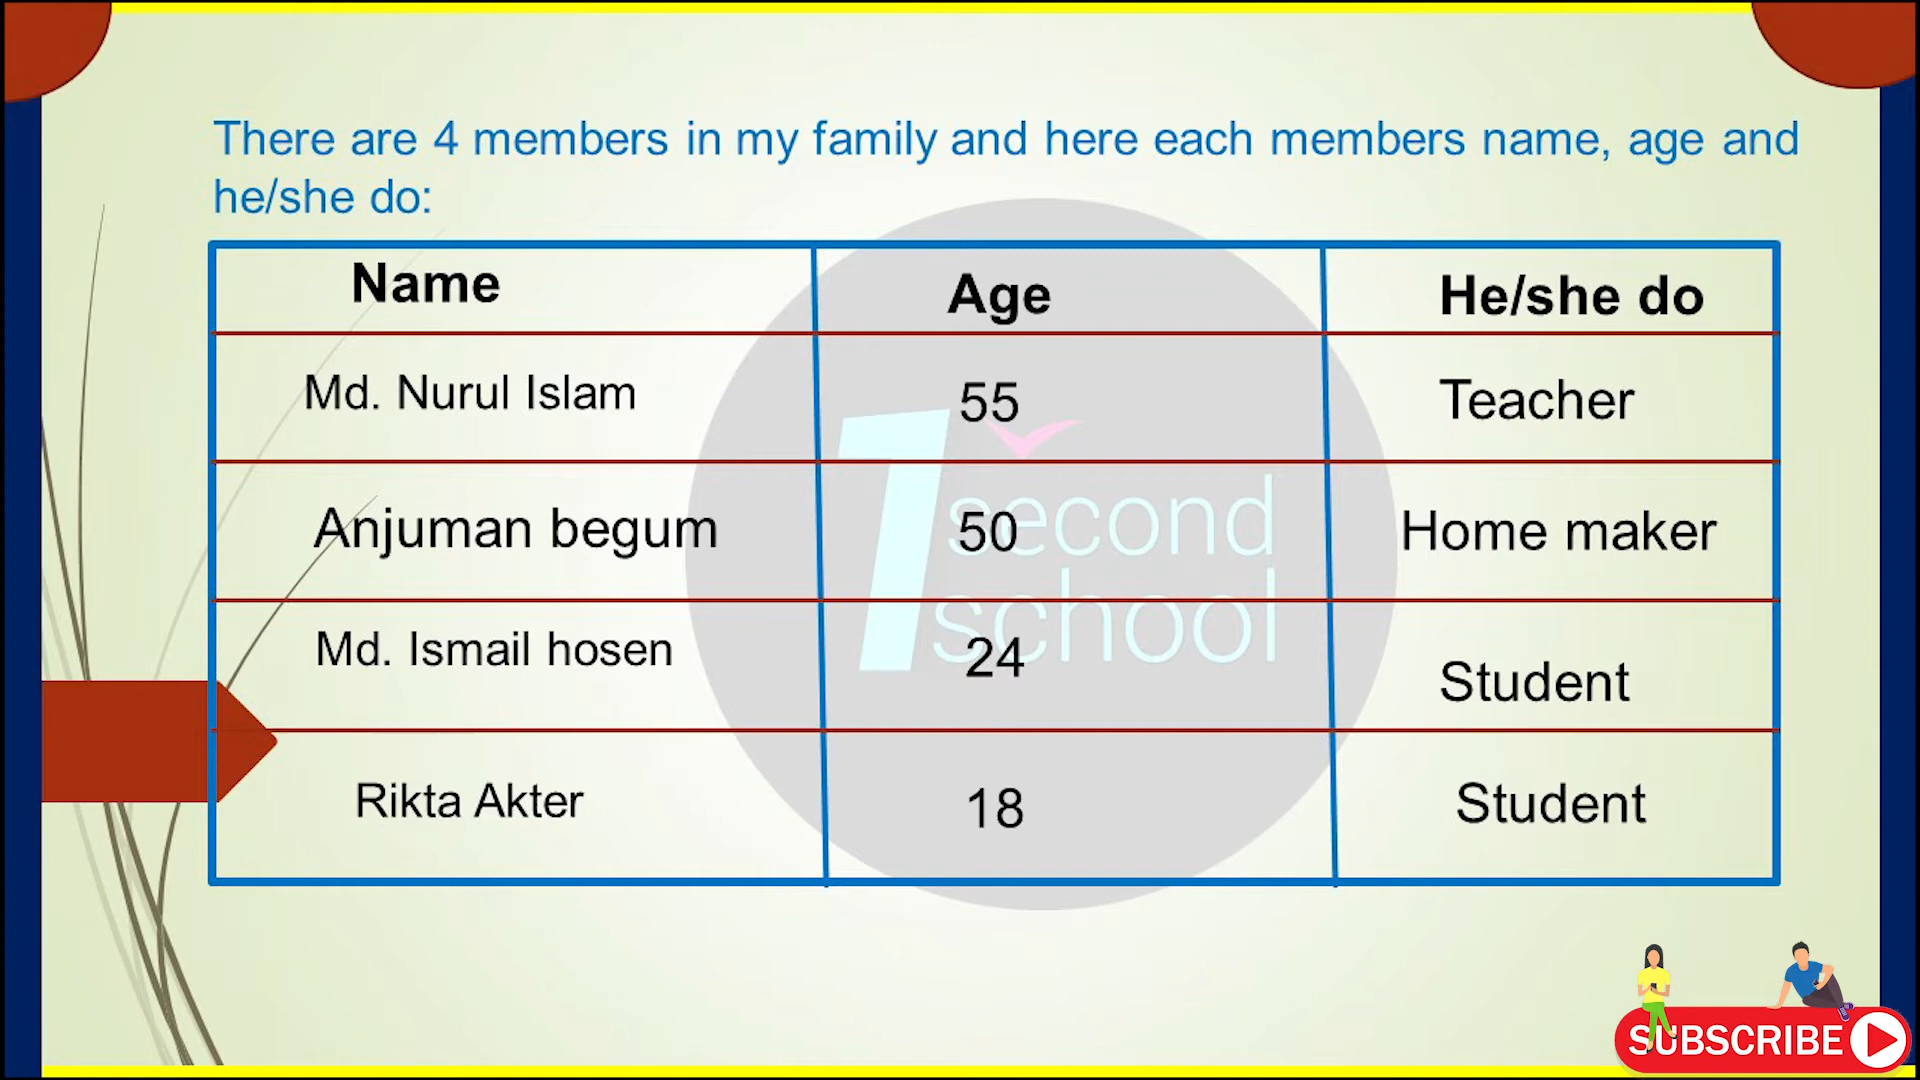 There are 4 members in my family and here each members name, age and
he/she do:
Name Age He/she do
Md. Nurul Islam 55 Teacher
Anjuman begum 50 Home maker
Md. Ismail hosen 24 Student
Rikta Akter 18 Student
1 second
school
SUBSCRIBE